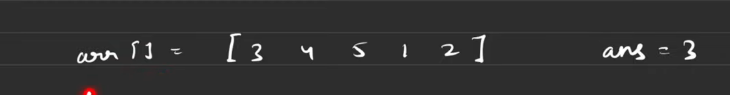 arr [] = [ 3 4 5 1 2 ] ans = 3